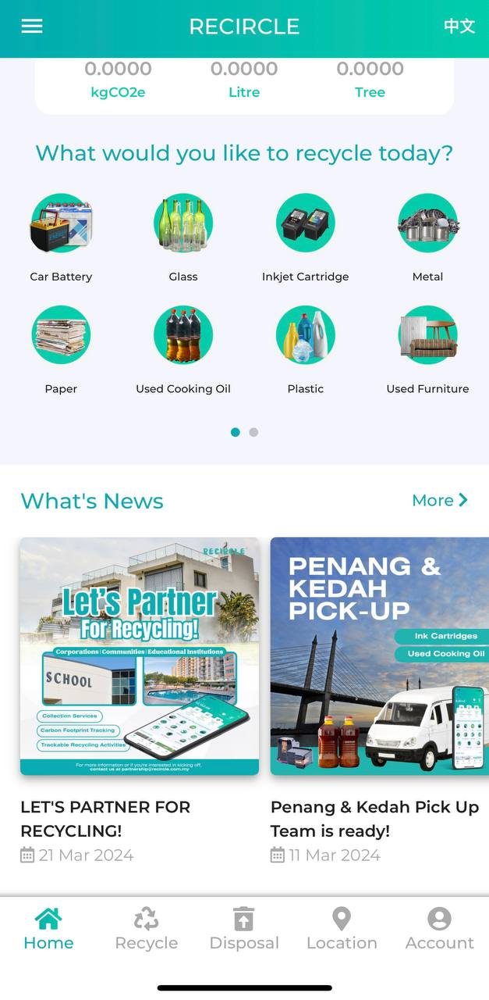 RECIRCLE
中文
0.0000
0.0000
0.0000
kgCO2e
Litre
Tree
What would you like to recycle today?
Car Battery
Glass
Inkjet Cartridge
Metal
Paper
Used Cooking Oil
Plastic
Used Furniture
What's News
More
RECIRCLE
Let's Partner
For Recycling!
Corporations | Communities | Educational Institutions
SCHOOL
Collection Services
Carbon Footprint Tracking
Trackable Recycling Activities
For more information or if you're interested in kicking off,
contact us at partnership@recircle.com.my
PENANG &
KEDAH
PICK-UP
Ink Cartridges
Used Cooking Oil
LET'S PARTNER FOR
RECYCLING!
21 Mar 2024
Penang & Kedah Pick Up
Team is ready!
11 Mar 2024
Home
Recycle
Disposal
Location
Account